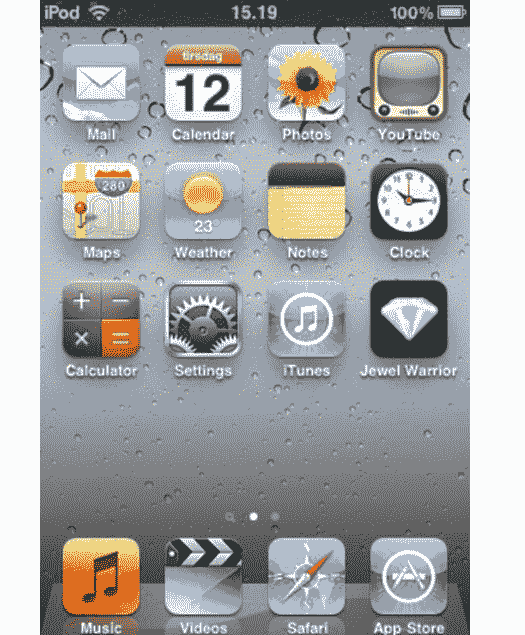 iPod 15.19 100%
tirsdag
12
Mail Calendar Photos YouTube
280
23
Maps Weather Notes Clock
Calculator Settings iTunes Jewel Warrior
Music Videos Safari App Store